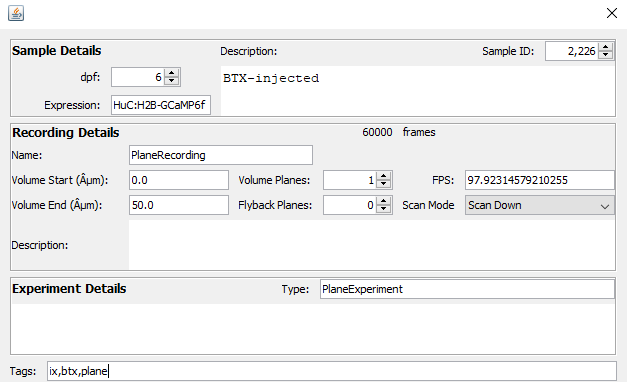 Sample Details Description: Sample ID: 2,226
dpf: 6 BTX-injected
Expression: HuC:H2B-GCaMP6f
Recording Details 60000 frames
Name: PlaneRecording
Volume Start (Âµm): 0.0 Volume Planes: 1 FPS: 97.92314579210255
Volume End (Âµm): 50.0 Flyback Planes: 0 Scan Mode Scan Down
Description:
Experiment Details Type: PlaneExperiment
Tags: ix,btx,plane